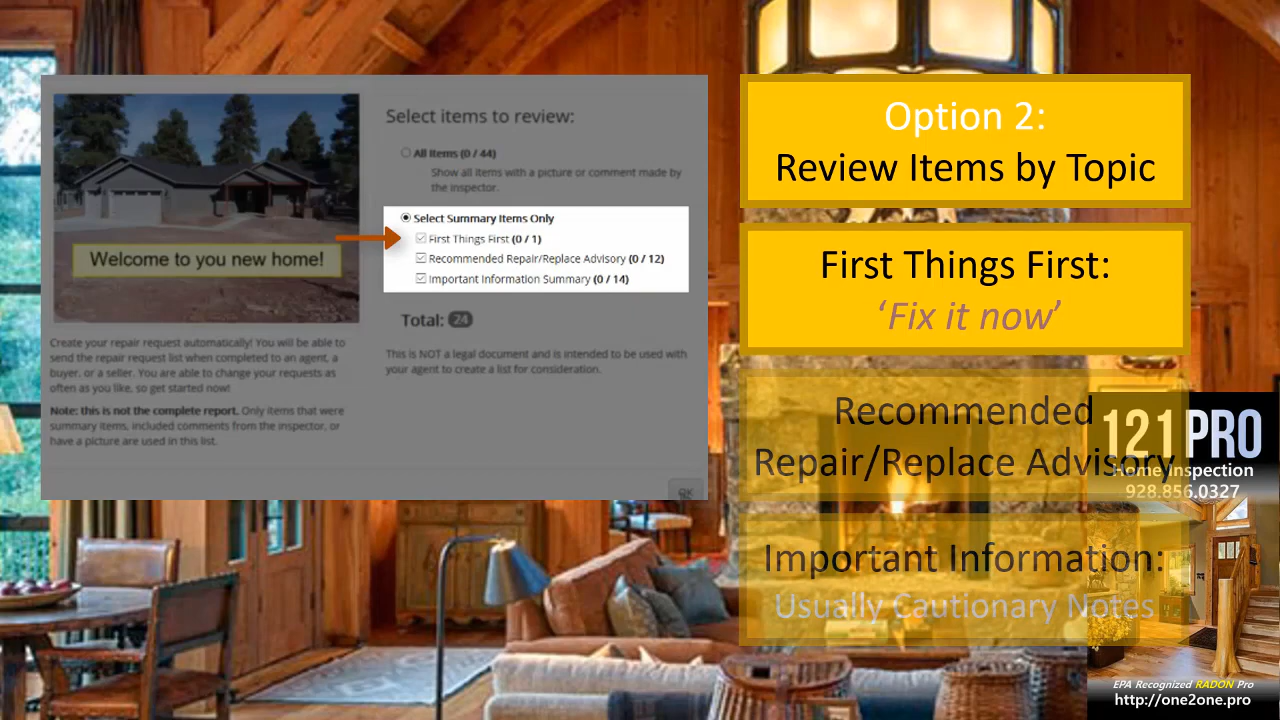 Select items to review:
All Items (0 / 44)
Show all items with a picture or comment made by
the inspector.
Select Summary Items Only
First Things First (0 / 1)
Recommended Repair/Replace Advisory (0 / 12)
Important Information Summary (0 / 14)
Total: 24
This is NOT a legal document and is intended to be used with
your agent to create a list for consideration.
OK
Welcome to you new home!
Create your repair request automatically! You will be able to
send the repair request list when completed to an agent, a
buyer, or a seller. You are able to change your requests as
often as you like, so get started now!
Note: this is not the complete report. Only items that were
summary items, included comments from the inspector, or
have a picture are used in this list.
Option 2:
Review Items by Topic
First Things First:
‘Fix it now’
Recommended
Repair/Replace Advisory
Important Information:
Usually Cautionary Notes
121 PRO
Home Inspection
928.856.0327
EPA Recognized RADON Pro
http://one2one.pro